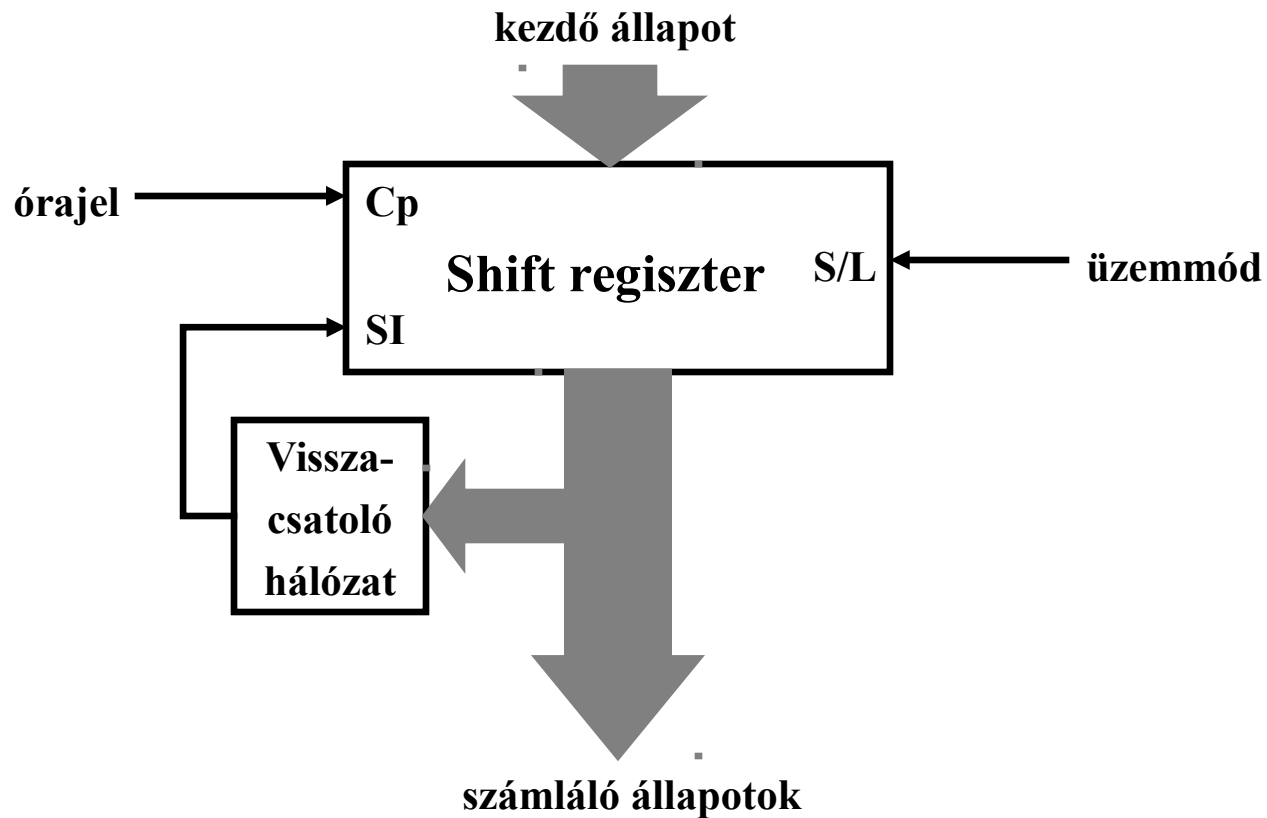 kezdő állapot
órajel
Cp
Shift regiszter
S/L
üzemmód
SI
Vissza-
csatoló
hálózat
számláló állapotok